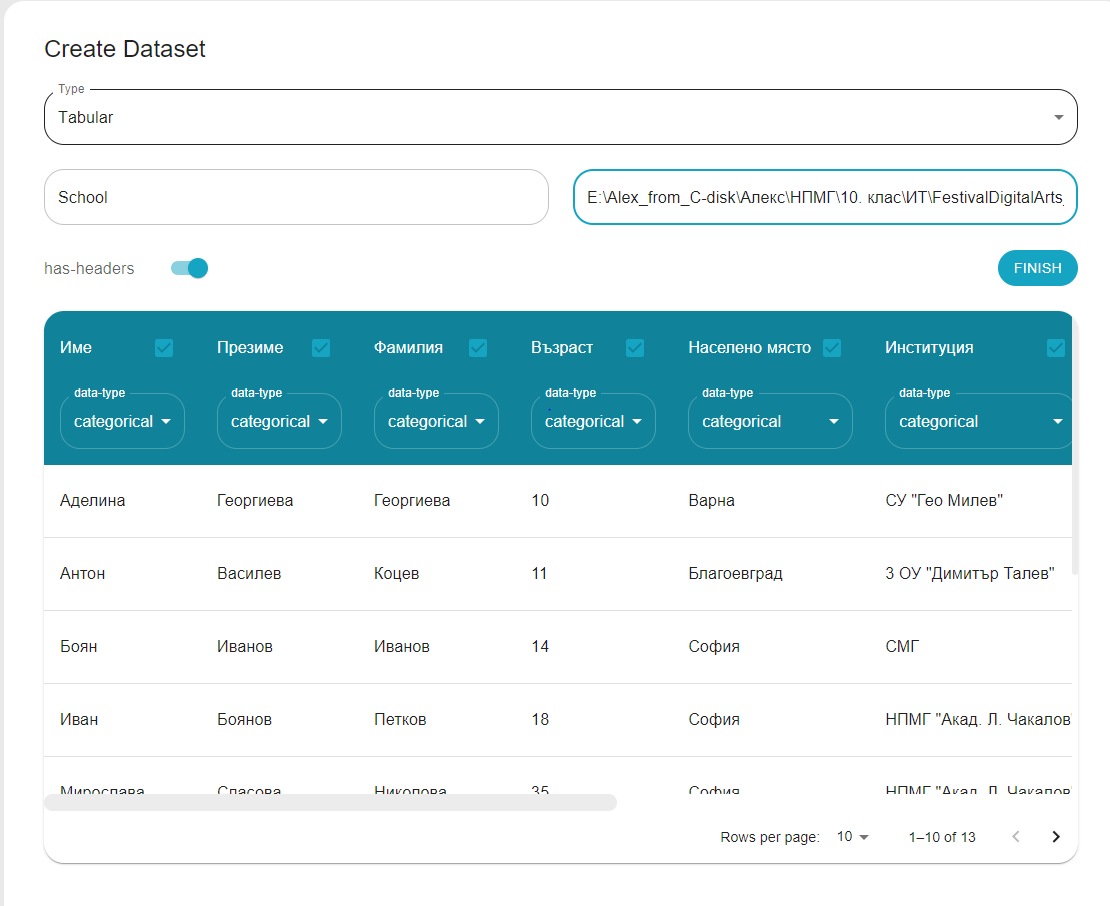 Create Dataset
Type
Tabular
School
E:\Alex_from_C-disk\Алекс\НПМГ\10. клас\ИТ\FestivalDigitalArts_
has-headers
FINISH
Име Презиме Фамилия Възраст Населено място Институция
data-type data-type data-type data-type data-type data-type
categorical categorical categorical categorical categorical categorical
Аделина Георгиева Георгиева 10 Варна СУ "Гео Милев"
Антон Василев Коцев 11 Благоевград 3 ОУ "Димитър Талев"
Боян Иванов Иванов 14 София СМГ
Иван Боянов Петков 18 София НПМГ "Акад. Л. Чакалов"
Мирослава Спасова Николова 35 София НПМГ "Акад. Л. Чакалов"
Rows per page: 10 1–10 of 13